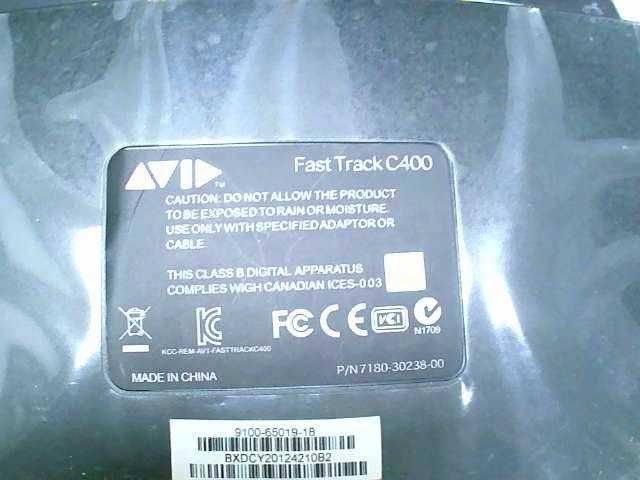 AVID™
Fast Track C400
CAUTION: DO NOT ALLOW THE PRODUCT
TO BE EXPOSED TO RAIN OR MOISTURE.
USE ONLY WITH SPECIFIED ADAPTOR OR
CABLE.
THIS CLASS B DIGITAL APPARATUS
COMPLIES WIGH CANADIAN ICES-003
FC CE VCI
N1709
KCC-REM-AV1-FASTTRACKC400
P/N 7180-30238-00
MADE IN CHINA
9100-65019-18
BXDCY20124210B2